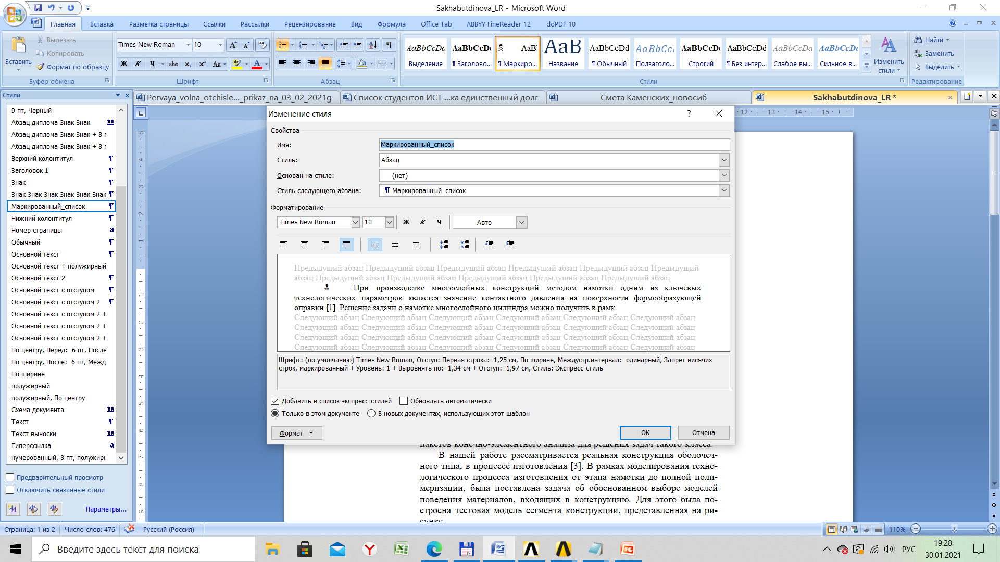 Sakhabutdinova_LR - Microsoft Word
Главная Вставка Разметка страницы Ссылки Рассылки Рецензирование Вид Формула Office Tab ABBYY FineReader 12 doPDF 10
Вставить
Вырезать
Копировать
Формат по образцу
Буфер обмена
Times New Roman 10
Ж К Ч abc x₂ x² Aa
Шрифт
Абзац
AaBbCcDd AaBbCcDd AaB AaB AaBbCcDd AaBbCcI AaBbCcD AaBbCcDd AaBbCcDd AaBbCcDd
Выделение ¶ Заголово... ¶ Маркиро... Название ¶ Обычный Подзаголо... Строгий ¶ Без интер... Слабое вы... Сильное в...
Изменить стили
Стили
Найти
Заменить
Выделить
Редактирование
Стили
Pervaya_volna_otchisle..._prikaz_na_03_02_2021g Список студентов ИСТ ...ка единственный долг Смета Каменских_новосиб Sakhabutdinova_LR *
9 пт, Черный
Абзац диплома Знак Знак ¶a
Абзац диплома Знак Знак + 8 г
Абзац диплома Знак Знак + 8 г
Верхний колонтитул ¶
Заголовок 1 ¶
Знак ¶
Знак Знак Знак Знак Знак Знак ¶
Маркированный_список ¶
Нижний колонтитул ¶
Номер страницы a
Обычный ¶
Основной текст ¶
Основной текст + полужирный
Основной текст 2 ¶
Основной текст с отступом ¶
Основной текст с отступом 2 ¶
Основной текст с отступом 2 +
Основной текст с отступом 2 +
Основной текст с отступом 2 +
По центру, Перед: 6 пт, После
По центру, После: 6 пт, Межд
По ширине
полужирный
полужирный, По центру
Схема документа ¶a
Текст ¶
Текст выноски ¶a
Гиперссылка a
нумерованный, 8 пт, полужирн
Предварительный просмотр
Отключить связанные стили
Параметры...
Изменение стиля ?
Свойства
Имя: Маркированный_список
Стиль: Абзац
Основан на стиле: (нет)
Стиль следующего абзаца: ¶ Маркированный_список
Форматирование
Times New Roman 10 Ж К Ч Авто
Предыдущий абзац Предыдущий абзац Предыдущий абзац Предыдущий абзац Предыдущий абзац Предыдущий
абзац Предыдущий абзац Предыдущий абзац Предыдущий абзац Предыдущий абзац Предыдущий абзац
При производстве многослойных конструкций методом намотки одним из ключевых
технологических параметров является значение контактного давления на поверхности формообразующей
оправки [1]. Решение задачи о намотке многослойного цилиндра можно получить в рамк
Следующий абзац Следующий абзац Следующий абзац Следующий абзац Следующий абзац Следующий абзац
Следующий абзац Следующий абзац Следующий абзац Следующий абзац Следующий абзац Следующий абзац
Следующий абзац Следующий абзац Следующий абзац Следующий абзац Следующий абзац Следующий абзац
Следующий абзац Следующий абзац Следующий абзац Следующий абзац Следующий абзац Следующий абзац
Шрифт: (по умолчанию) Times New Roman, Отступ: Первая строка: 1,25 см, По ширине, Междустр.интервал: одинарный, Запрет висячих
строк, маркированный + Уровень: 1 + Выровнять по: 1,34 см + Отступ: 1,97 см, Стиль: Экспресс-стиль
Добавить в список экспресс-стилей Обновлять автоматически
Только в этом документе В новых документах, использующих этот шаблон
Формат ОК Отмена
пакетов конечно-элементного анализа для решения задач такого класса.
В нашей работе рассматривается реальная конструкция оболочеч-
ного типа, в процессе изготовления [3]. В рамках моделирования техно-
логического процесса изготовления от этапа намотки до полной поли-
меризации, была поставлена задача об обоснованном выборе моделей
поведения материалов, входящих в конструкцию. Для этого была по-
строена тестовая модель сегмента конструкции, представленная на ри-
сунке
Страница: 1 из 2 Число слов: 476 Русский (Россия) 110%
Введите здесь текст для поиска
РУС
19:28
30.01.2021